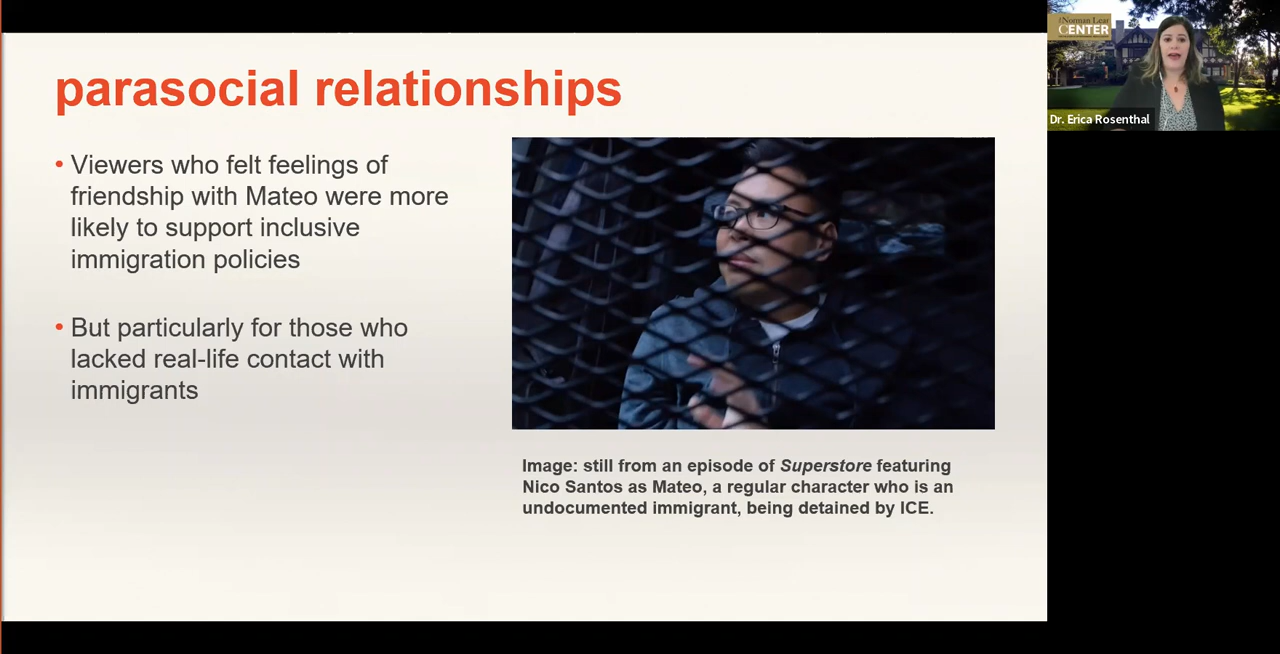 parasocial relationships
• Viewers who felt feelings of
friendship with Mateo were more
likely to support inclusive
immigration policies
• But particularly for those who
lacked real-life contact with
immigrants
Image: still from an episode of Superstore featuring
Nico Santos as Mateo, a regular character who is an
undocumented immigrant, being detained by ICE.
Norman Lear
CENTER
Dr. Erica Rosenthal